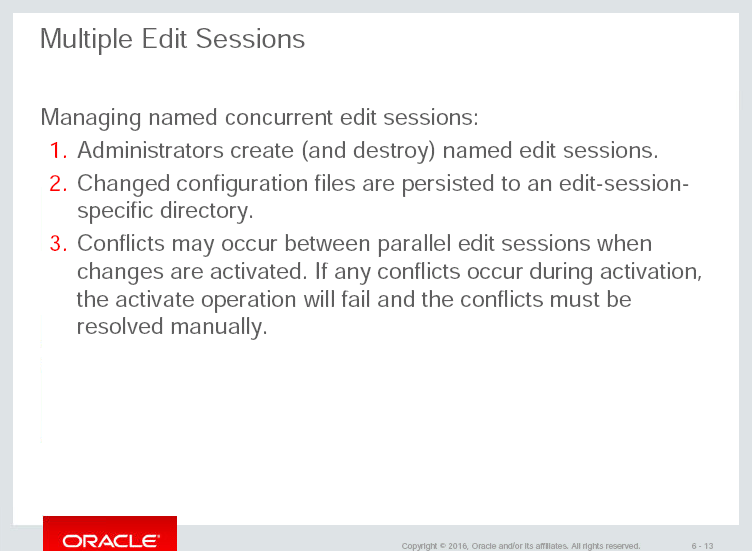 Multiple Edit Sessions
Managing named concurrent edit sessions:
1. Administrators create (and destroy) named edit sessions.
2. Changed configuration files are persisted to an edit-session-
specific directory.
3. Conflicts may occur between parallel edit sessions when
changes are activated. If any conflicts occur during activation,
the activate operation will fail and the conflicts must be
resolved manually.
ORACLE
Copyright © 2016, Oracle and/or its affiliates. All rights reserved.
6 - 13